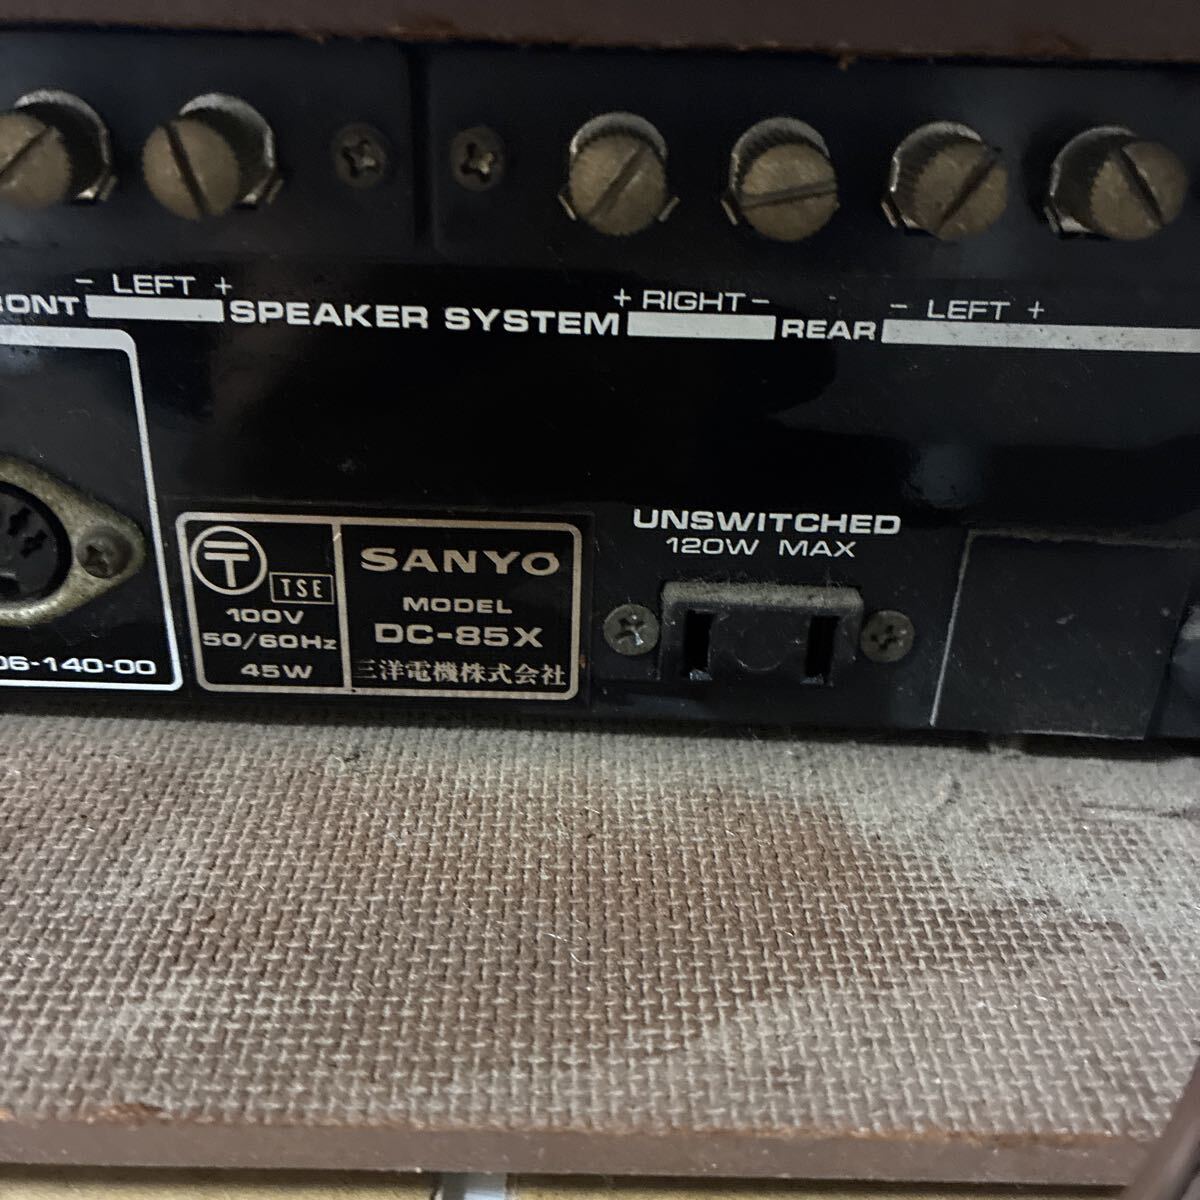 - LEFT +
SPEAKER SYSTEM
+ RIGHT -
REAR
- LEFT +
UNSWITCHED
120W MAX
〒
TSE
100V
50/60Hz
45W
SANYO
MODEL
DC-85X
三洋電機株式会社
06-140-00